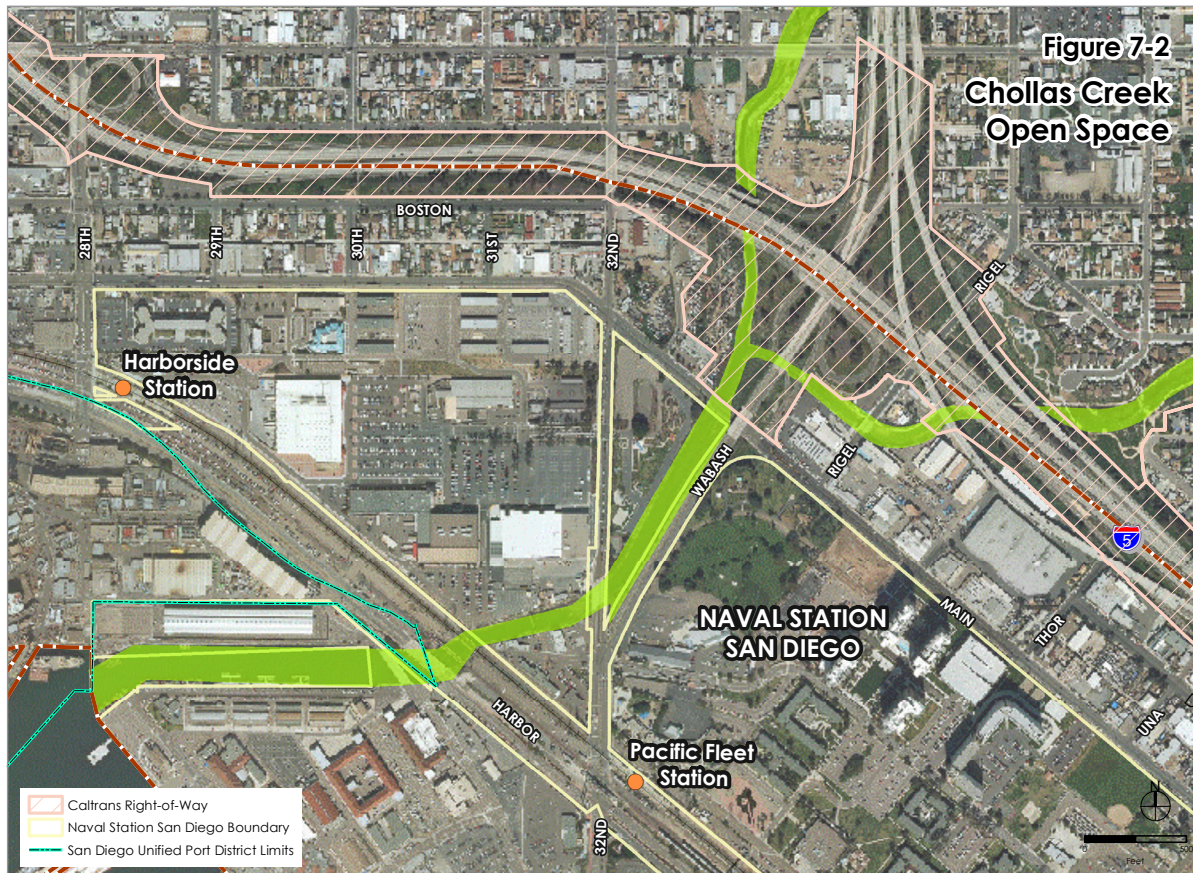 Figure 7-2
Chollas Creek
Open Space
BOSTON
28TH
29TH
30TH
31ST
32ND
RIGEL
Harborside
Station
WABASH
RIGEL
5
NAVAL STATION
SAN DIEGO
MAIN
THOR
UNA
HARBOR
Pacific Fleet
Station
32ND
Caltrans Right-of-Way
Naval Station San Diego Boundary
San Diego Unified Port District Limits
N
0
500
Feet